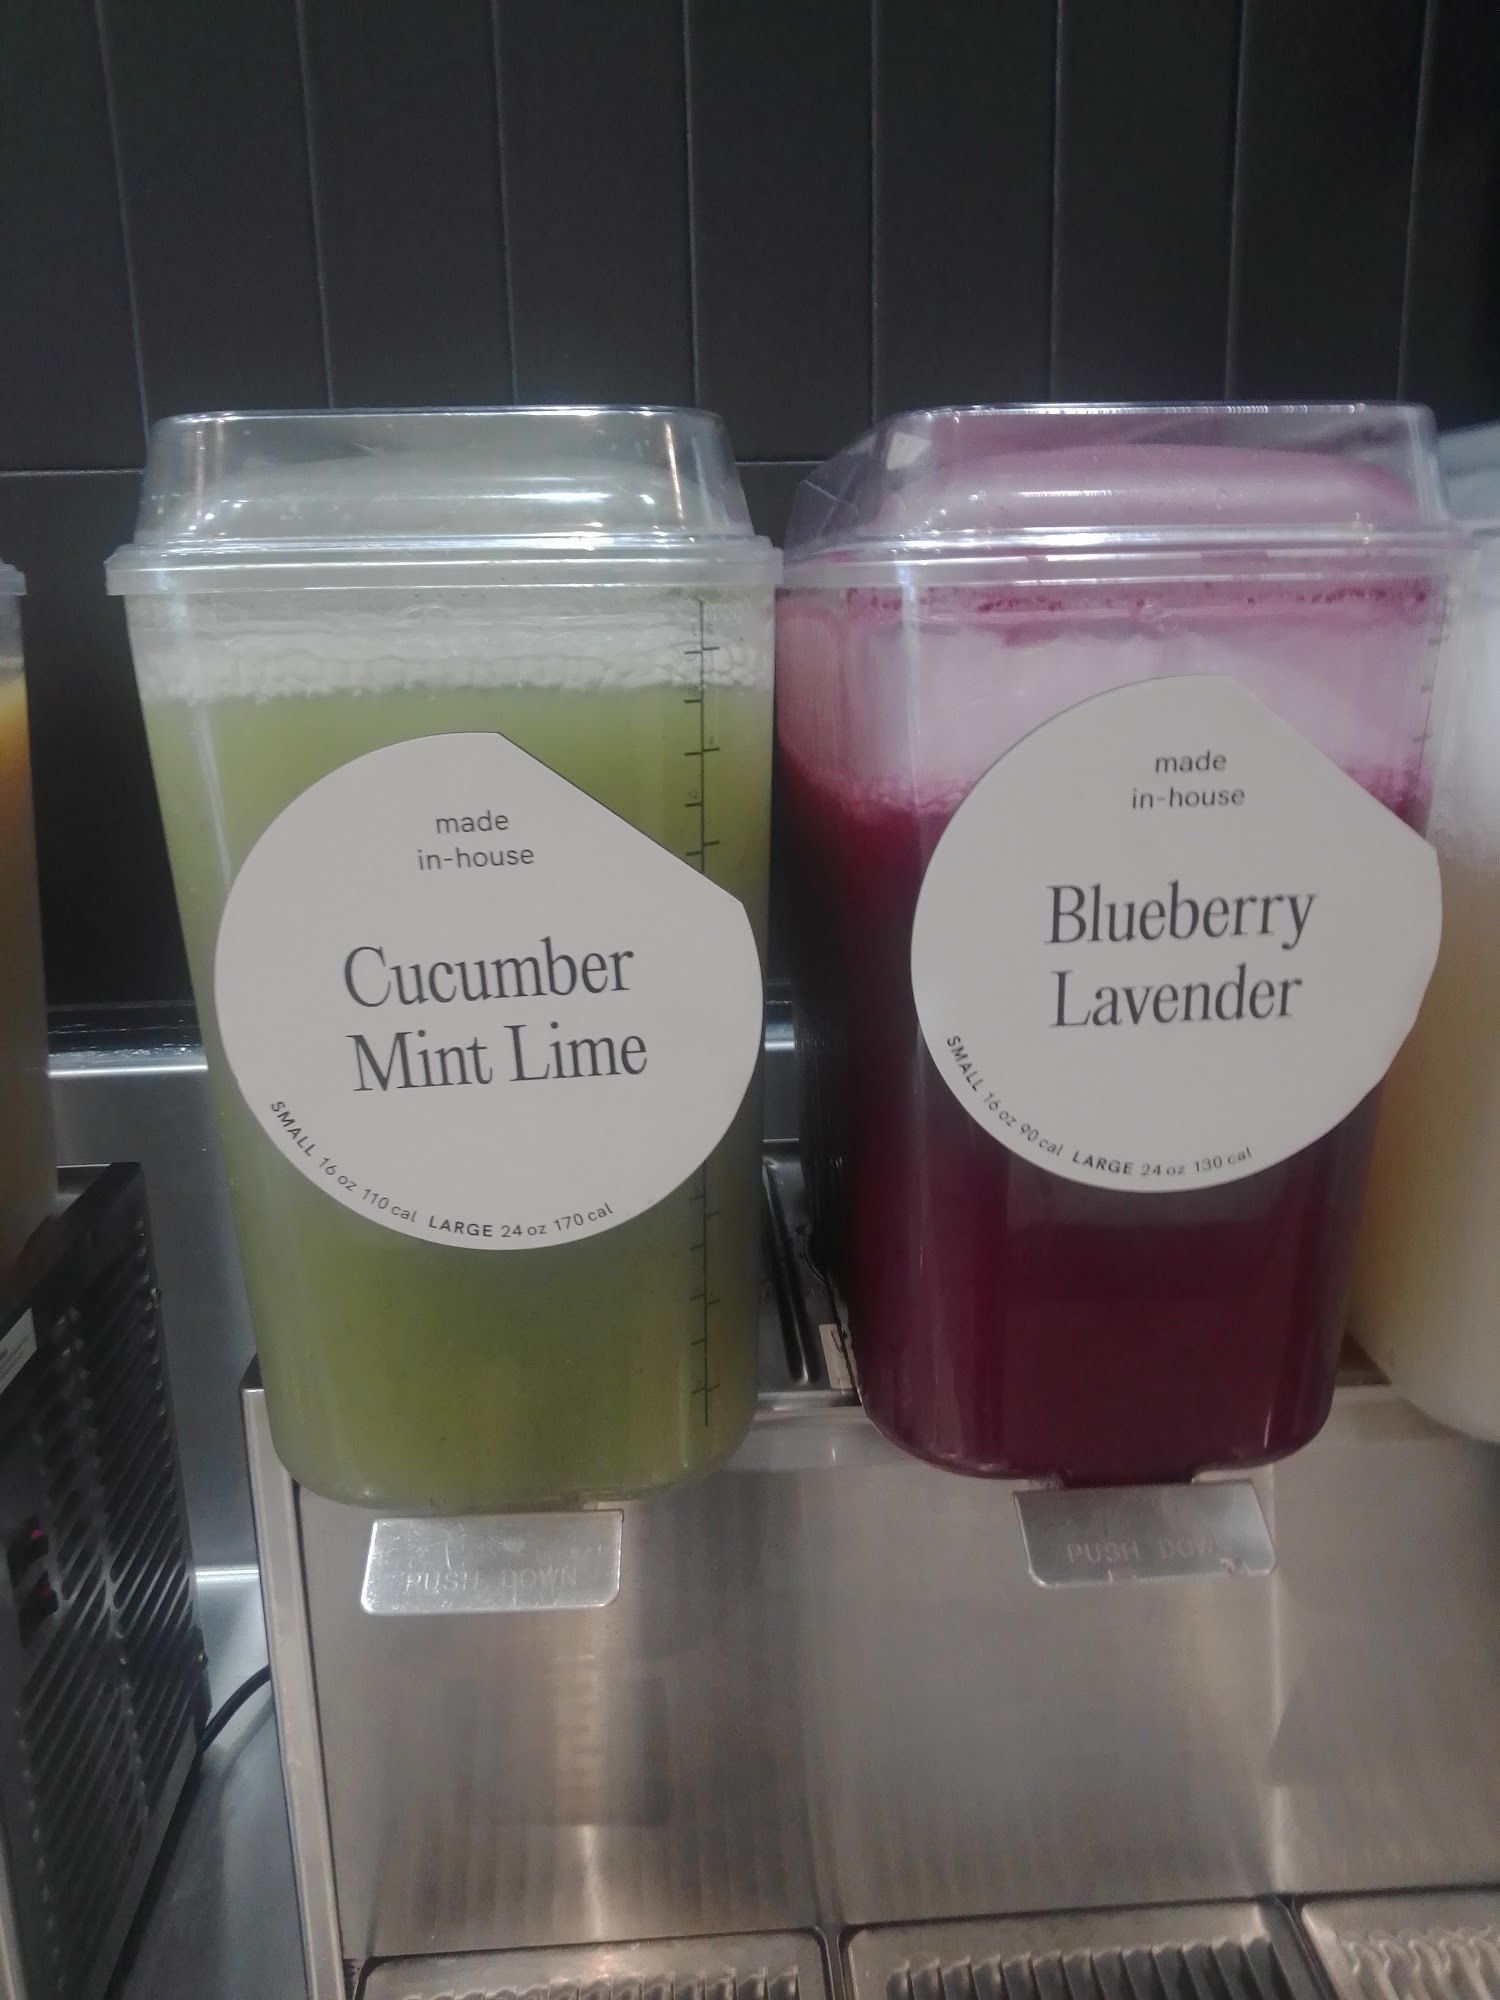 made
in-house
Cucumber
Mint Lime
SMALL 16 oz 110 cal LARGE 24 oz 170 cal
made
in-house
Blueberry
Lavender
SMALL 16 oz 90 cal LARGE 24 oz 130 cal
PUSH DOWN
PUSH DOWN